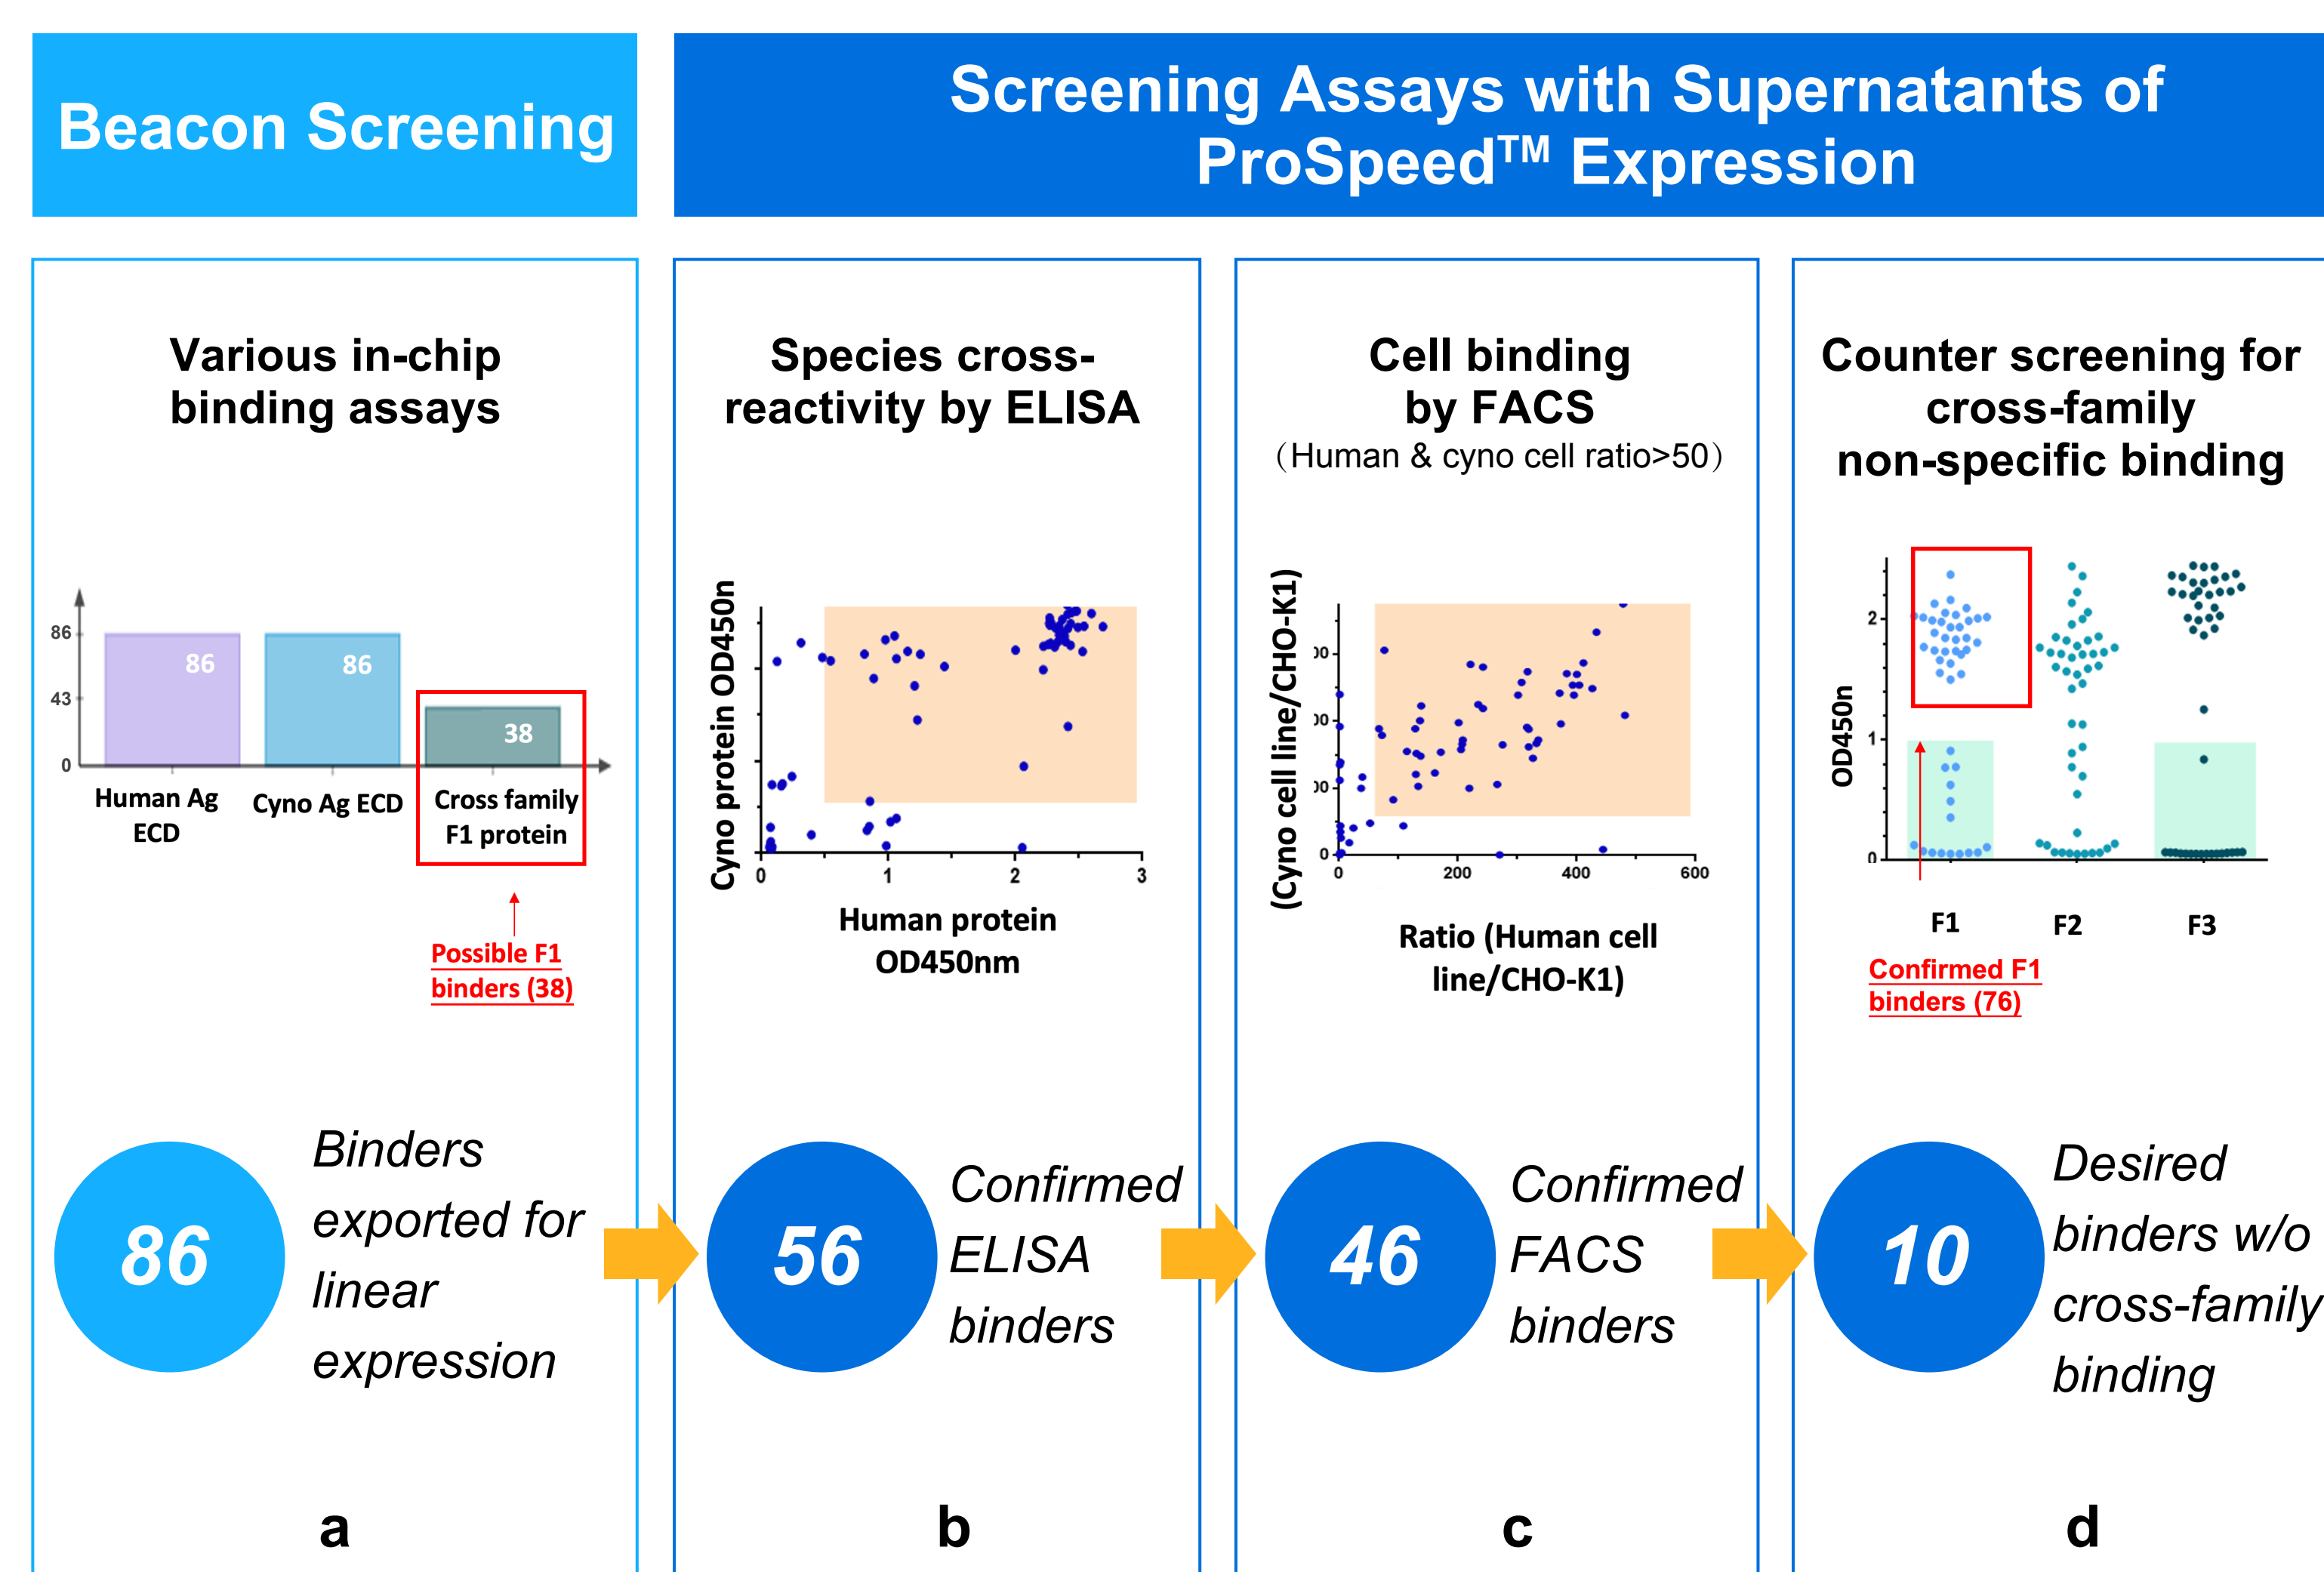 Beacon Screening
Screening Assays with Supernatants of
ProSpeed™ Expression
Various in-chip
binding assays
86
43
0
86
86
38
Human Ag
ECD
Cyno Ag ECD
Cross family
F1 protein
Possible F1
binders (38)
86
Binders
exported for
linear
expression
a
Species cross-
reactivity by ELISA
Cyno protein OD450n
0
1
2
3
Human protein
OD450nm
56
Confirmed
ELISA
binders
b
Cell binding
by FACS
（Human & cyno cell ratio>50）
(Cyno cell line/CHO-K1)
00
00
00
0
0
200
400
600
Ratio (Human cell
line/CHO-K1)
46
Confirmed
FACS
binders
c
Counter screening for
cross-family
non-specific binding
OD450n
2
1
0
F1
F2
F3
Confirmed F1
binders (76)
10
Desired
binders w/o
cross-family
binding
d